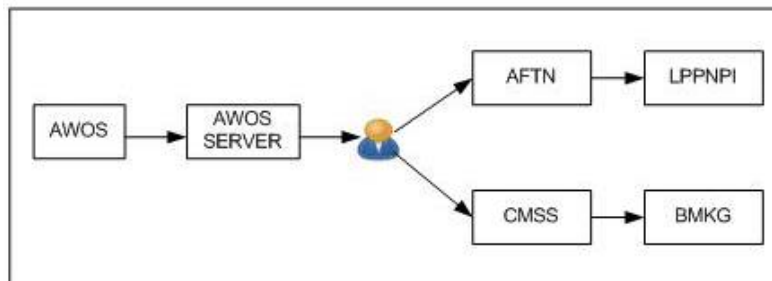 AWOS
AWOS
SERVER
AFTN
LPPNPI
CMSS
BMKG